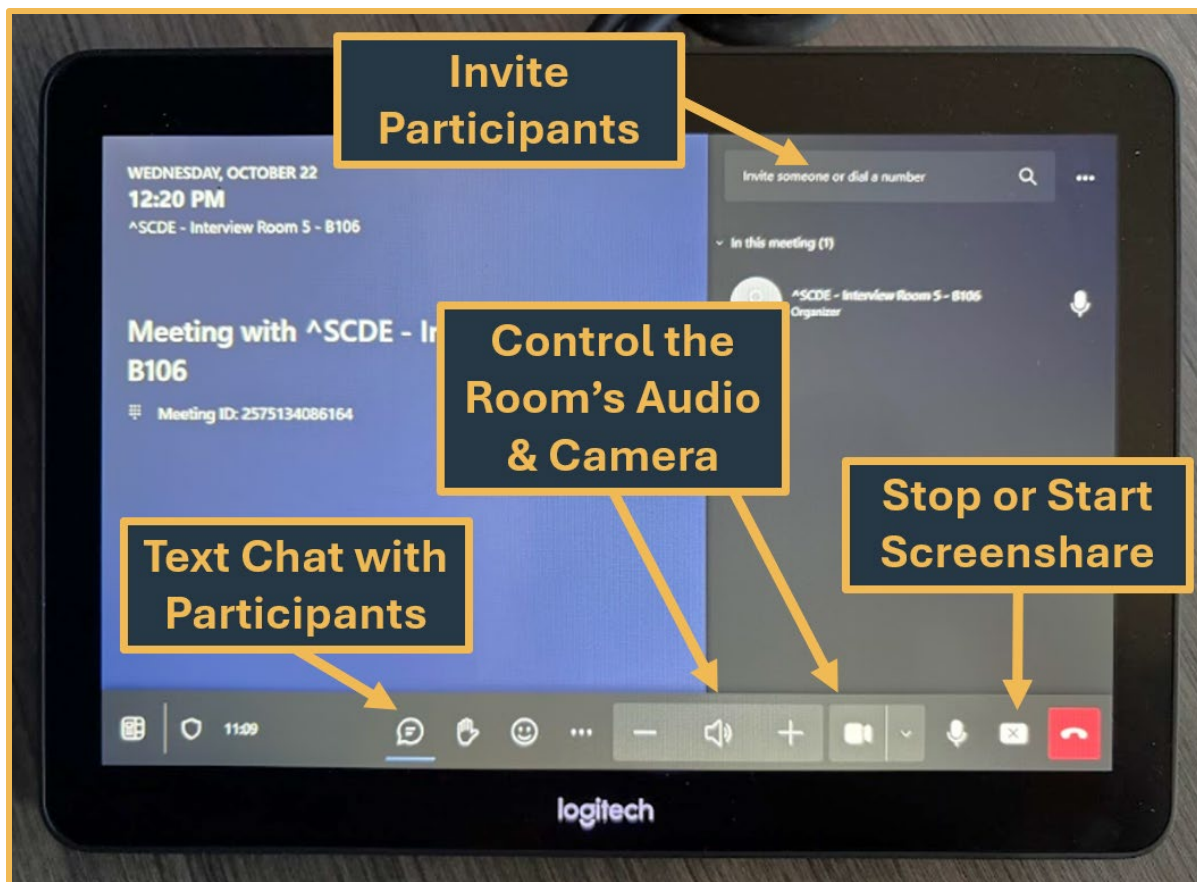 Invite
Participants
WEDNESDAY, OCTOBER 22
12:20 PM
^SCDE - Interview Room 5 - B106
Invite someone or dial a number
In this meeting (1)
^SCDE - Interview Room 5 - B106
Organizer
Meeting with ^SCDE -
B106
Meeting ID: 2575134086164
Control the
Room's Audio
& Camera
Stop or Start
Screenshare
Text Chat with
Participants
11:09
logitech